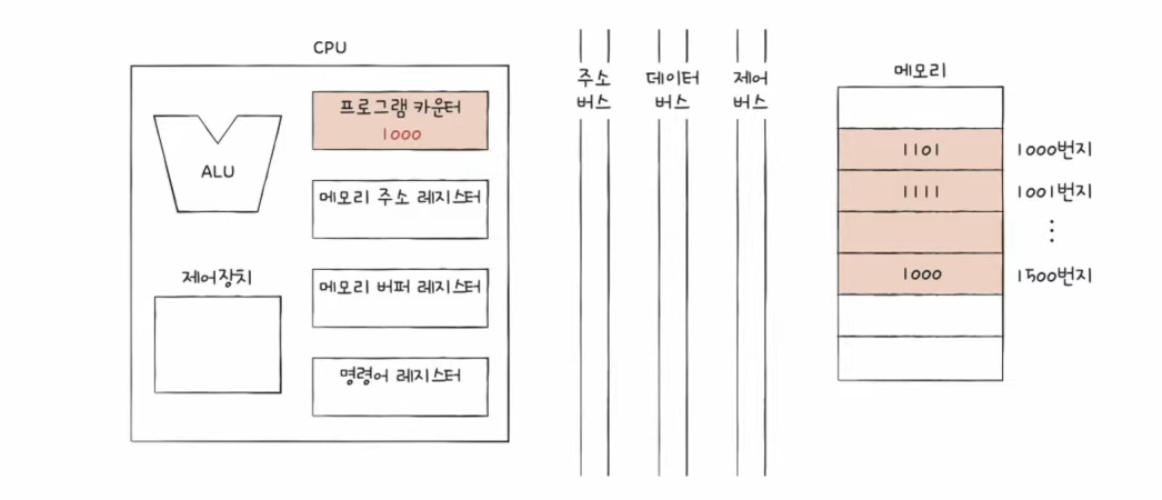 CPU
ALU
제어장치
프로그램 카운터
1000
메모리 주소 레지스터
메모리 버퍼 레지스터
명령어 레지스터
주소
버스
데이터
버스
제어
버스
메모리
1101
1000번지
1111
1001번지
⋮
1000
1500번지